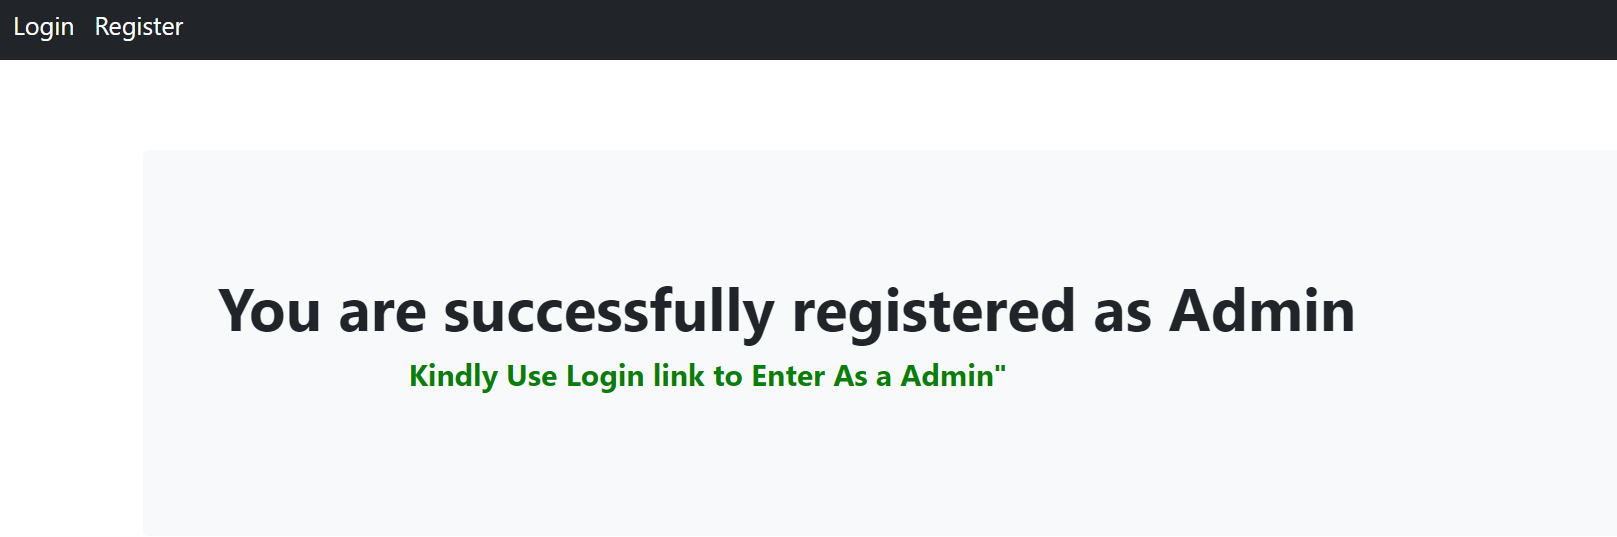 Login Register
You are successfully registered as Admin
Kindly Use Login link to Enter As a Admin"